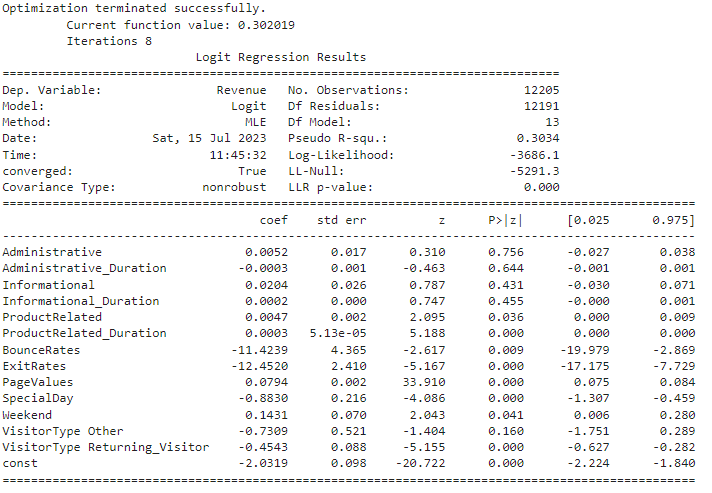 Optimization terminated successfully.
         Current function value: 0.302019
         Iterations 8
                           Logit Regression Results
==============================================================================
Dep. Variable:                Revenue   No. Observations:                12205
Model:                          Logit   Df Residuals:                    12191
Method:                           MLE   Df Model:                           13
Date:                Sat, 15 Jul 2023   Pseudo R-squ.:                  0.3034
Time:                        11:45:32   Log-Likelihood:                -3686.1
converged:                       True   LL-Null:                       -5291.3
Covariance Type:            nonrobust   LLR p-value:                     0.000
=================================================================================================
                                    coef    std err          z      P>|z|      [0.025      0.975]
-------------------------------------------------------------------------------------------------
Administrative                    0.0052      0.017      0.310      0.756      -0.027       0.038
Administrative_Duration          -0.0003      0.001     -0.463      0.644      -0.001       0.001
Informational                     0.0204      0.026      0.787      0.431      -0.030       0.071
Informational_Duration            0.0002      0.000      0.747      0.455      -0.000       0.001
ProductRelated                    0.0047      0.002      2.095      0.036       0.000       0.009
ProductRelated_Duration           0.0003   5.13e-05      5.188      0.000       0.000       0.000
BounceRates                     -11.4239      4.365     -2.617      0.009     -19.979      -2.869
ExitRates                       -12.4520      2.410     -5.167      0.000     -17.175      -7.729
PageValues                        0.0794      0.002     33.910      0.000       0.075       0.084
SpecialDay                       -0.8830      0.216     -4.086      0.000      -1.307      -0.459
Weekend                           0.1431      0.070      2.043      0.041       0.006       0.280
VisitorType Other                -0.7309      0.521     -1.404      0.160      -1.751       0.289
VisitorType Returning_Visitor    -0.4543      0.088     -5.155      0.000      -0.627      -0.282
const                            -2.0319      0.098    -20.722      0.000      -2.224      -1.840
=================================================================================================